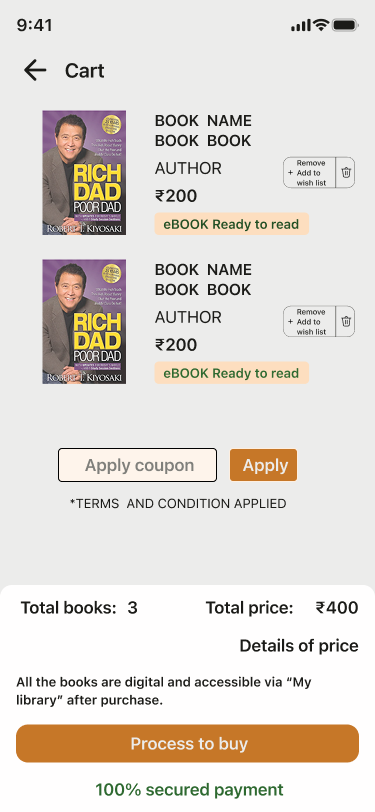 9:41
Cart
RICH
DAD
POOR DAD
ROBERT T. KIYOSAKI
BOOK NAME
BOOK BOOK
AUTHOR
₹200
eBOOK Ready to read
Remove
+ Add to
wish list
RICH
DAD
POOR DAD
ROBERT T. KIYOSAKI
BOOK NAME
BOOK BOOK
AUTHOR
₹200
eBOOK Ready to read
Remove
+ Add to
wish list
Apply coupon
Apply
*TERMS AND CONDITION APPLIED
Total books: 3 Total price: ₹400
Details of price
All the books are digital and accessible via “My
library” after purchase.
Process to buy
100% secured payment